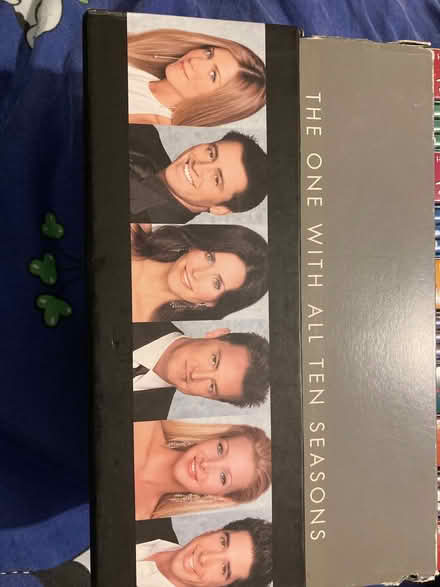 THE ONE WITH ALL TEN SEASONS